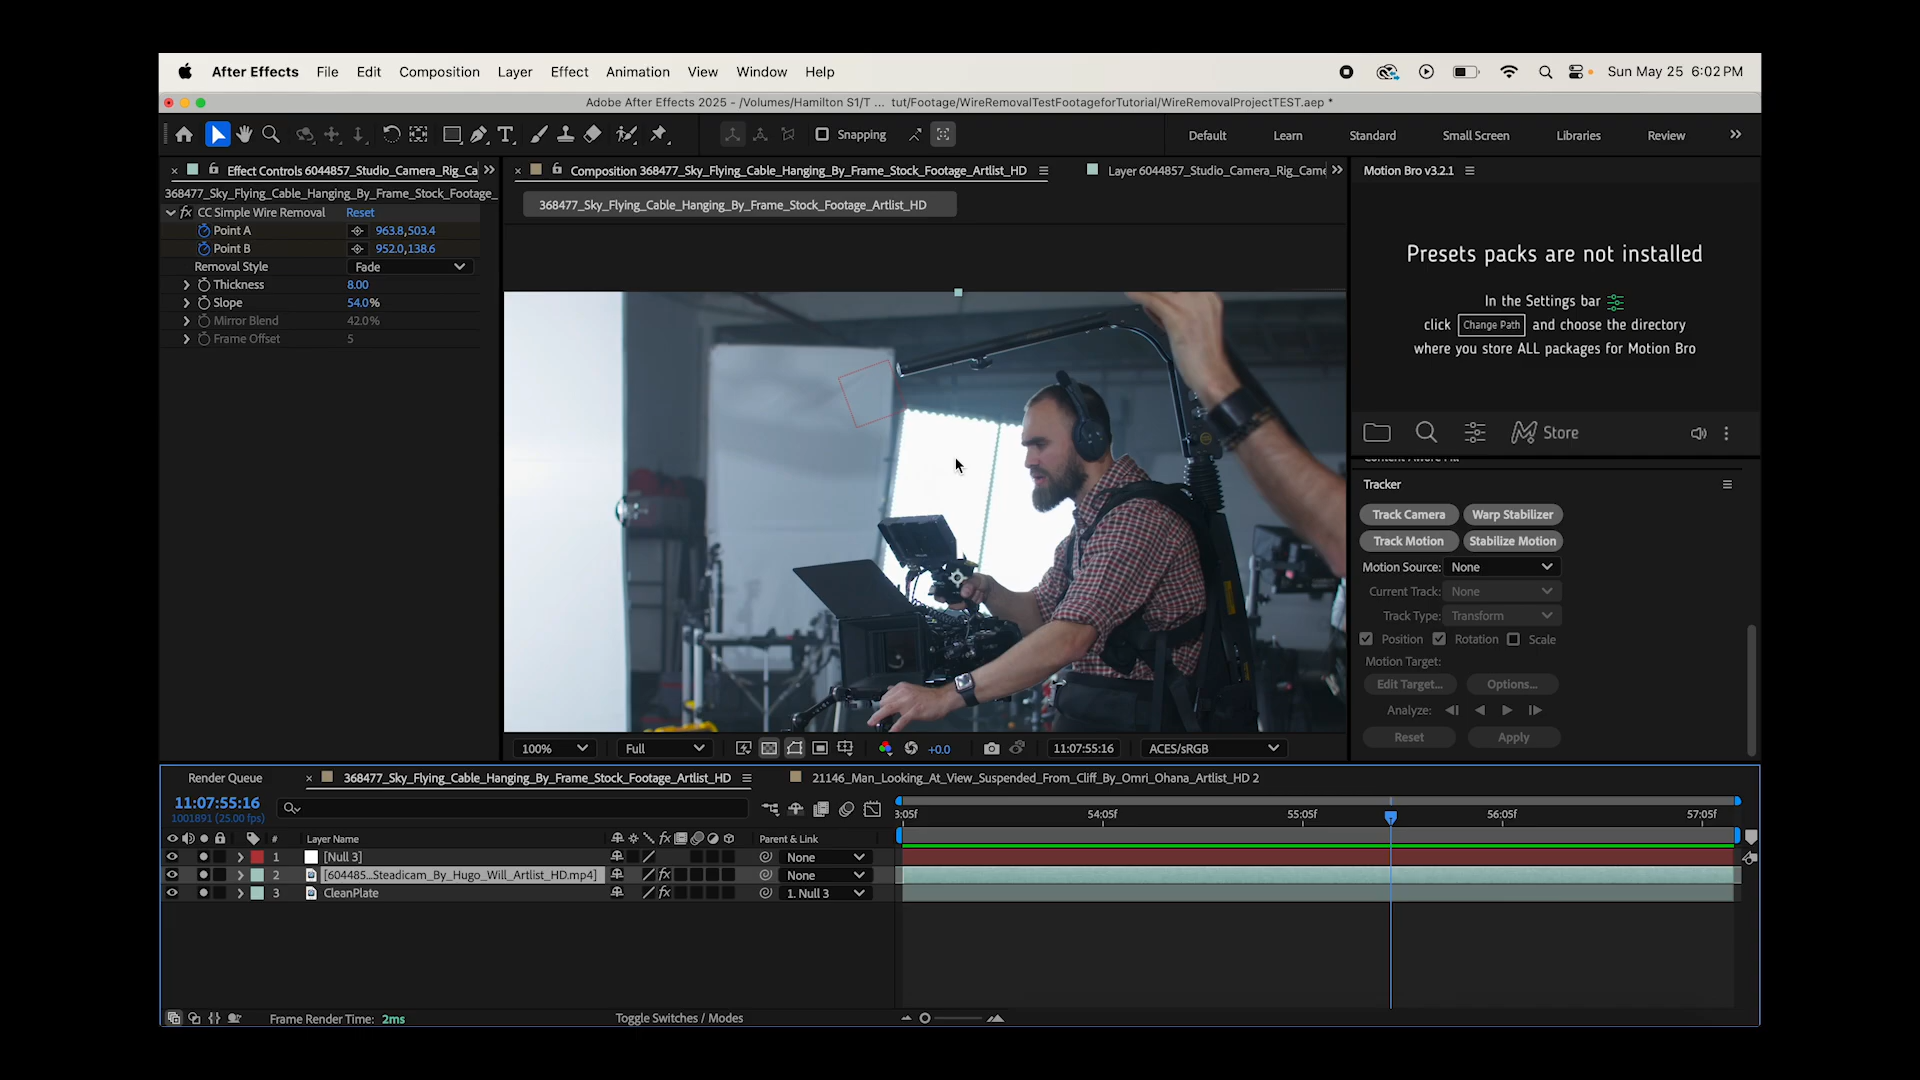 After Effects File Edit Composition Layer Effect Animation View Window Help Sun May 25 6:02 PM
Adobe After Effects 2025 - /Volumes/Hamilton S1/T ... tut/Footage/WireRemovalTestFootageforTutorial/WireRemovalProjectTEST.aep *
Snapping Default Learn Standard Small Screen Libraries Review
Effect Controls 6044857_Studio_Camera_Rig_Ca
368477_Sky_Flying_Cable_Hanging_By_Frame_Stock_Footage_
fx CC Simple Wire Removal Reset
Point A 963.8,503.4
Point B 952.0,138.6
Removal Style Fade
Thickness 8.00
Slope 54.0%
Mirror Blend 42.0%
Frame Offset 5
Composition 368477_Sky_Flying_Cable_Hanging_By_Frame_Stock_Footage_Artlist_HD
Layer 6044857_Studio_Camera_Rig_Came
368477_Sky_Flying_Cable_Hanging_By_Frame_Stock_Footage_Artlist_HD
100% Full +0.0 11:07:55:16 ACES/sRGB
Motion Bro v3.2.1
Presets packs are not installed
In the Settings bar
click Change Path and choose the directory
where you store ALL packages for Motion Bro
Store
Tracker
Track Camera Warp Stabilizer
Track Motion Stabilize Motion
Motion Source: None
Current Track: None
Track Type: Transform
Position Rotation Scale
Motion Target:
Edit Target... Options...
Analyze:
Reset Apply
Render Queue 368477_Sky_Flying_Cable_Hanging_By_Frame_Stock_Footage_Artlist_HD 21146_Man_Looking_At_View_Suspended_From_Cliff_By_Omri_Ohana_Artlist_HD 2
11:07:55:16
1001891 (25.00 fps)
3:05f 54:05f 55:05f 56:05f 57:05f
# Layer Name fx Parent & Link
1 [Null 3] None
2 [604485...Steadicam_By_Hugo_Will_Artlist_HD.mp4] fx None
3 CleanPlate fx 1. Null 3
Frame Render Time: 2ms Toggle Switches / Modes